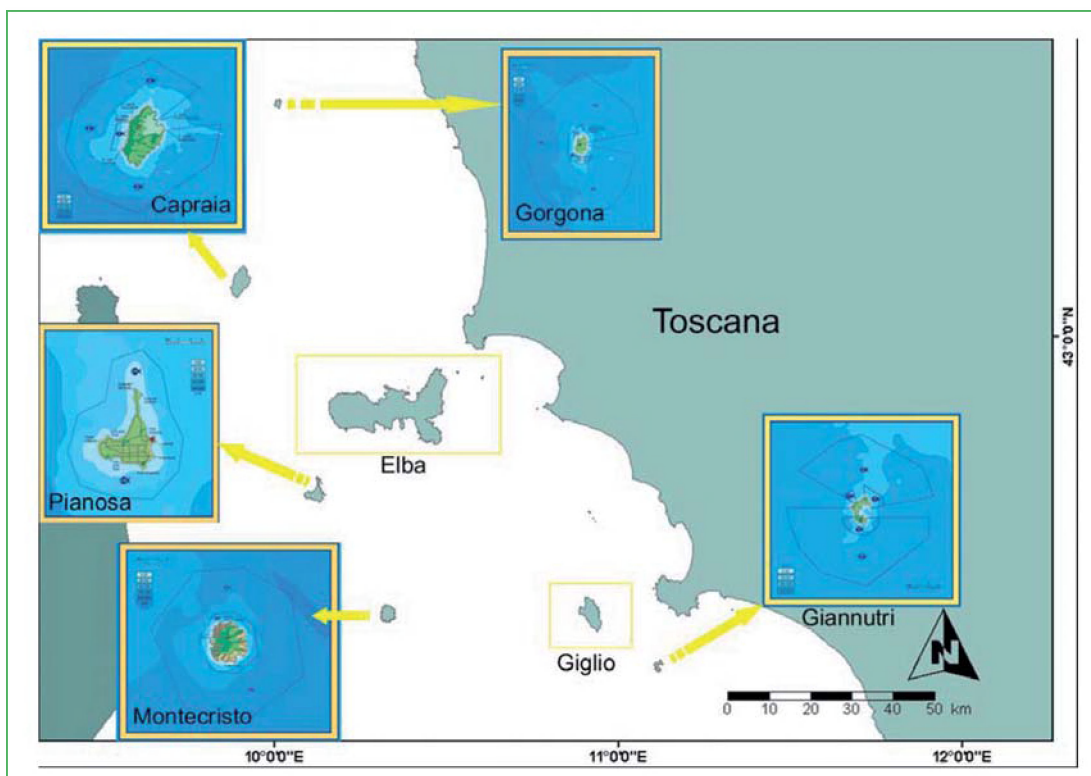 Capraia
Gorgona
Toscana
43°0'0"N
Pianosa
Elba
Giannutri
N
Giglio
Montecristo
0 10 20 30 40 50 km
10°0'0"E 11°0'0"E 12°0'0"E